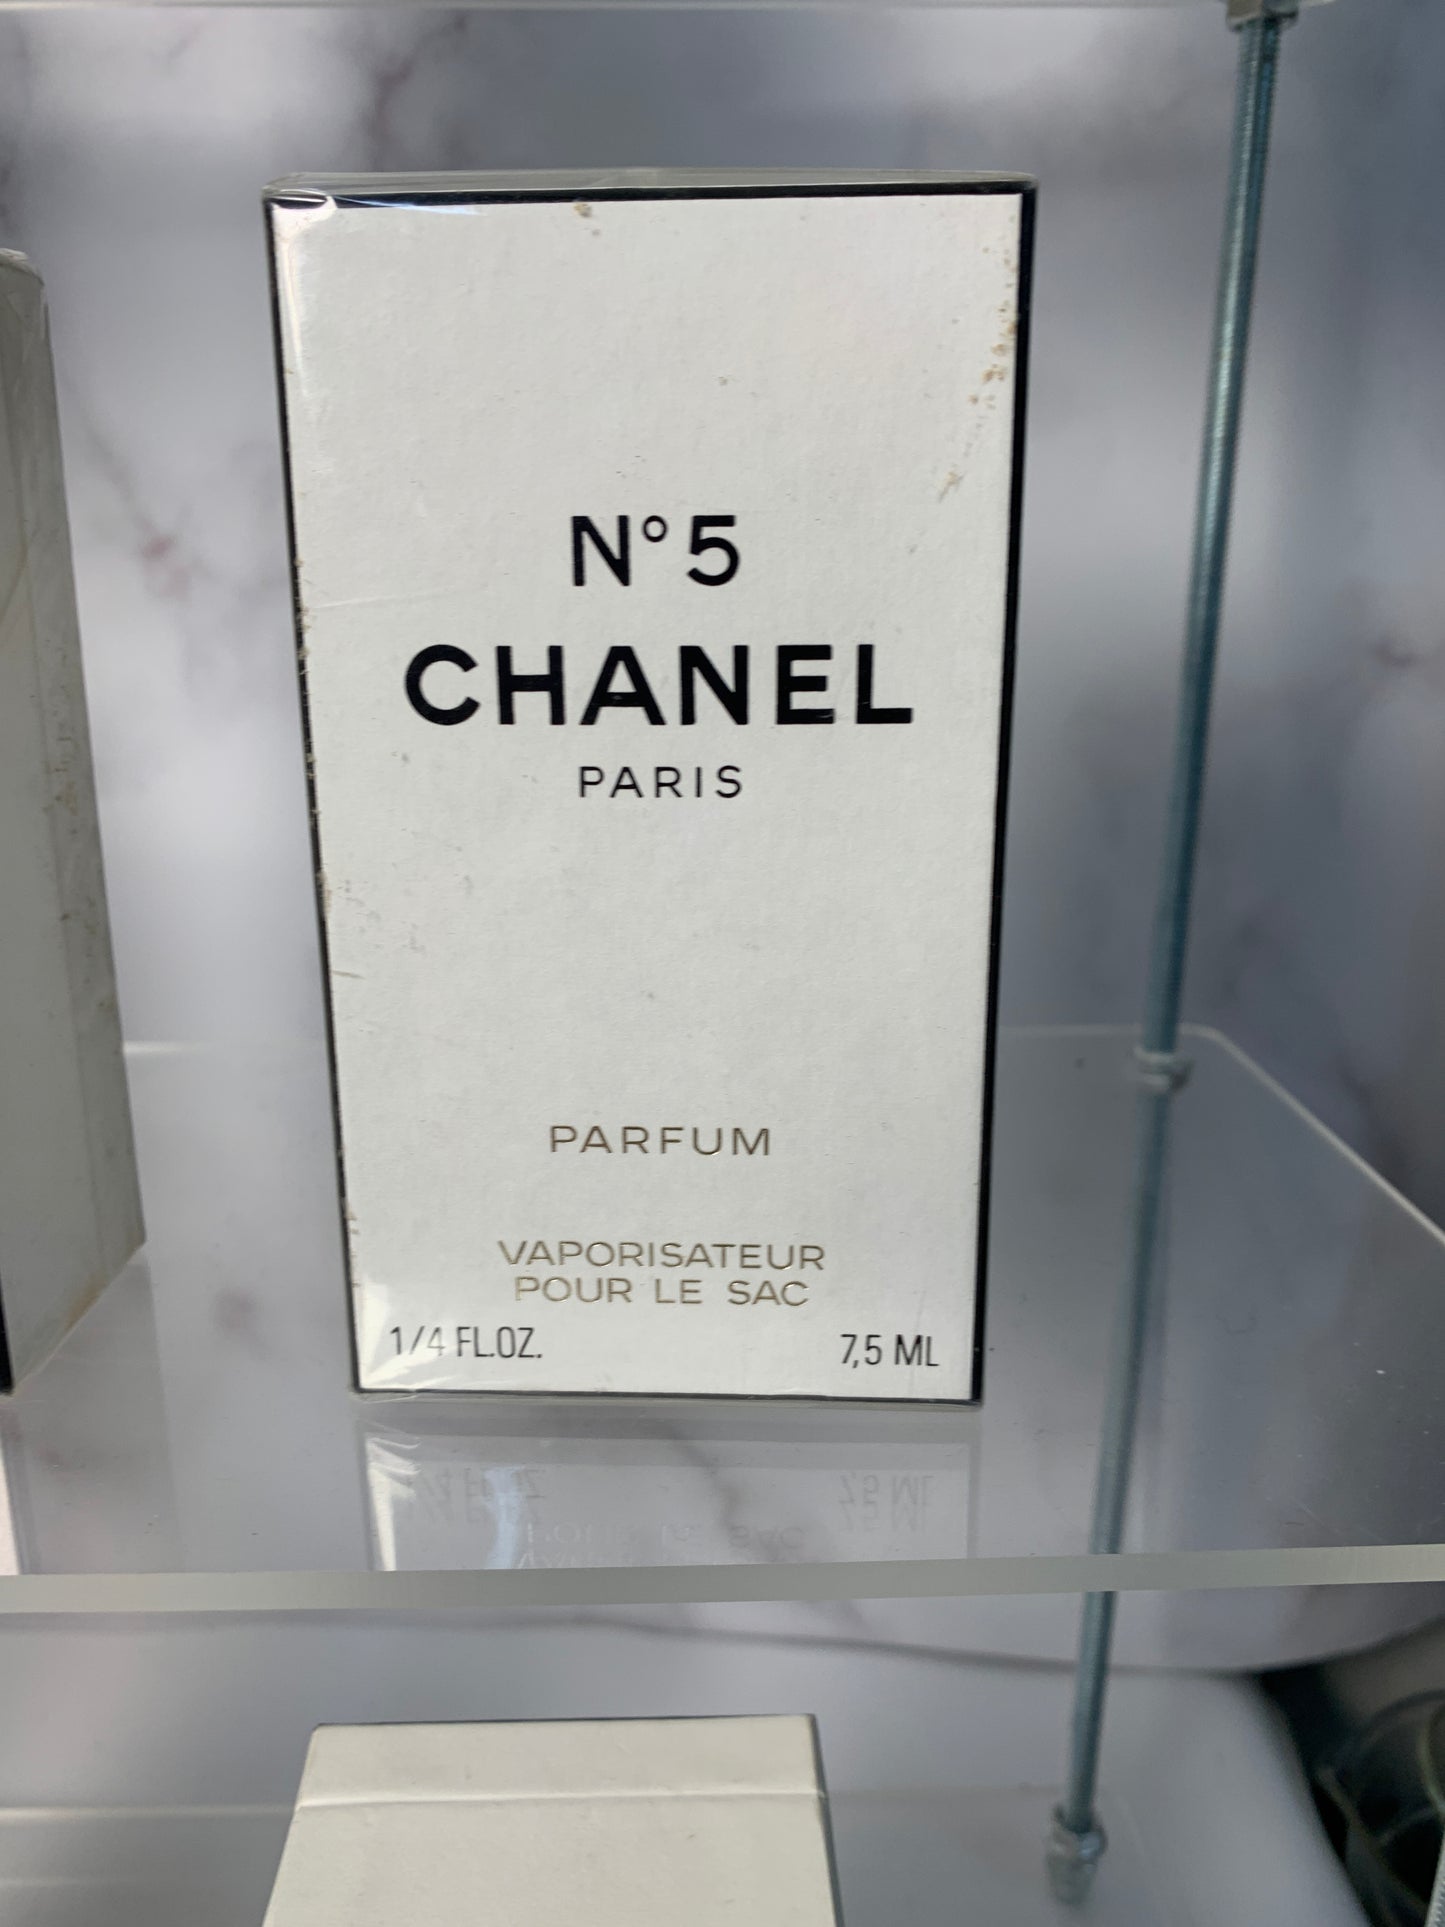 N° 5
CHANEL
PARIS
PARFUM
VAPORISATEUR
POUR LE SAC
1/4 FL.OZ. 7,5 ML